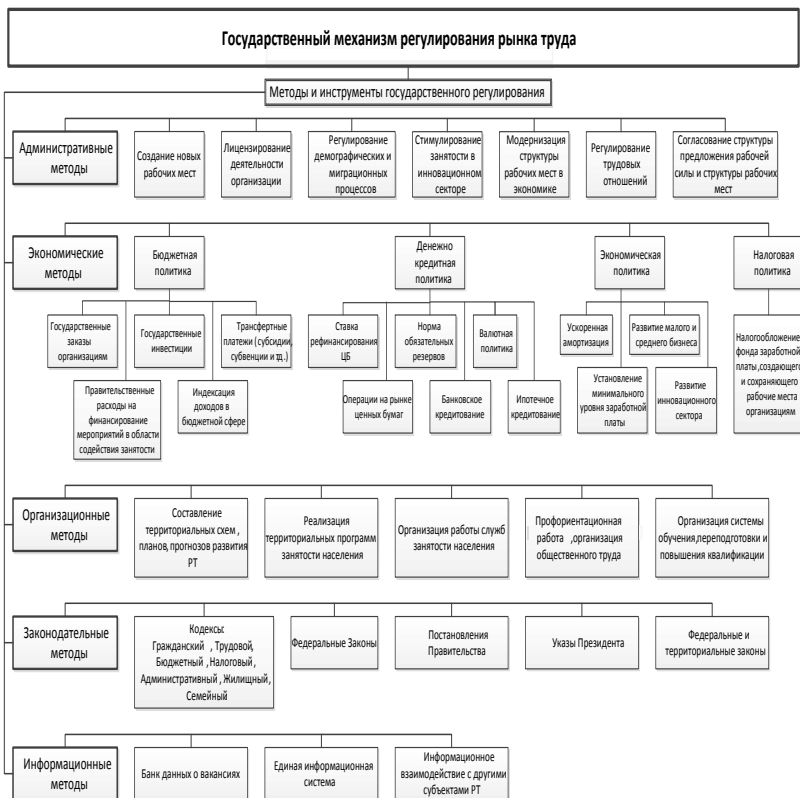 Государственный механизм регулирования рынка труда
Методы и инструменты государственного регулирования
Административные
методы
Создание новых
рабочих мест
Лицензирование
деятельности
организации
Регулирование
демографических и
миграционных
процессов
Стимулирование
занятости в
инновационном
секторе
Модернизация
структуры
рабочих мест в
экономике
Регулирование
трудовых
отношений
Согласование структуры
предложения рабочей
силы и структуры рабочих
мест
Экономические
методы
Бюджетная
политика
Денежно
кредитная
политика
Экономическая
политика
Налоговая
политика
Государственные
заказы
организациям
Государственные
инвестиции
Трансфертные
платежи (субсидии,
субвенции и тд.)
Ставка
рефинансирования
ЦБ
Норма
обязательных
резервов
Валютная
политика
Ускоренная
амортизация
Развитие малого и
среднего бизнеса
Налогообложение
фонда заработной
платы,создающего
и сохраняющего
рабочие места
организациям
Правительственные
расходы на
финансирование
мероприятий в области
содействия занятости
Индексация
доходов в
бюджетной сфере
Операции на рынке
ценных бумаг
Банковское
кредитование
Ипотечное
кредитование
Установление
минимального
уровня заработной
платы
Развитие
инновационного
сектора
Организационные
методы
Составление
территориальных схем ,
планов, прогнозов развития
РТ
Реализация
территориальных программ
занятости населения
Организация работы служб
занятости населения
Профориентационная
работа ,организация
общественного труда
Организация системы
обучения,переподготовки и
повышения квалификации
Законодательные
методы
Кодексы:
Гражданский , Трудовой,
Бюджетный , Налоговый ,
Административный , Жилищный ,
Семейный
Федеральные Законы
Постановления
Правительства
Указы Президента
Федеральные и
территориальные законы
Информационные
методы
Банк данных о вакансиях
Единая информационная
система
Информационное
взаимодействие с другими
субъектами РТ